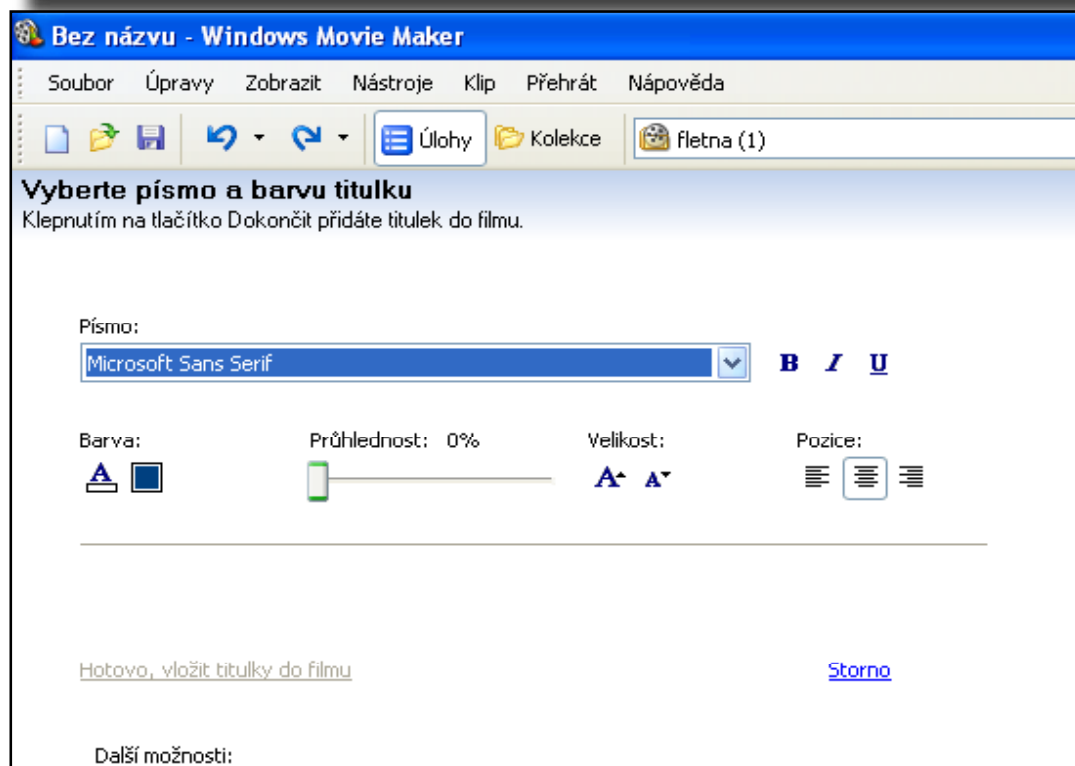 Bez názvu - Windows Movie Maker
Soubor Úpravy Zobrazit Nástroje Klip Přehrát Nápověda
Úlohy Kolekce fletna (1)
Vyberte písmo a barvu titulku
Klepnutím na tlačítko Dokončit přidáte titulek do filmu.
Písmo:
Microsoft Sans Serif B I U
Barva: Průhlednost: 0% Velikost: Pozice:
A A A
Hotovo, vložit titulky do filmu Storno
Další možnosti: